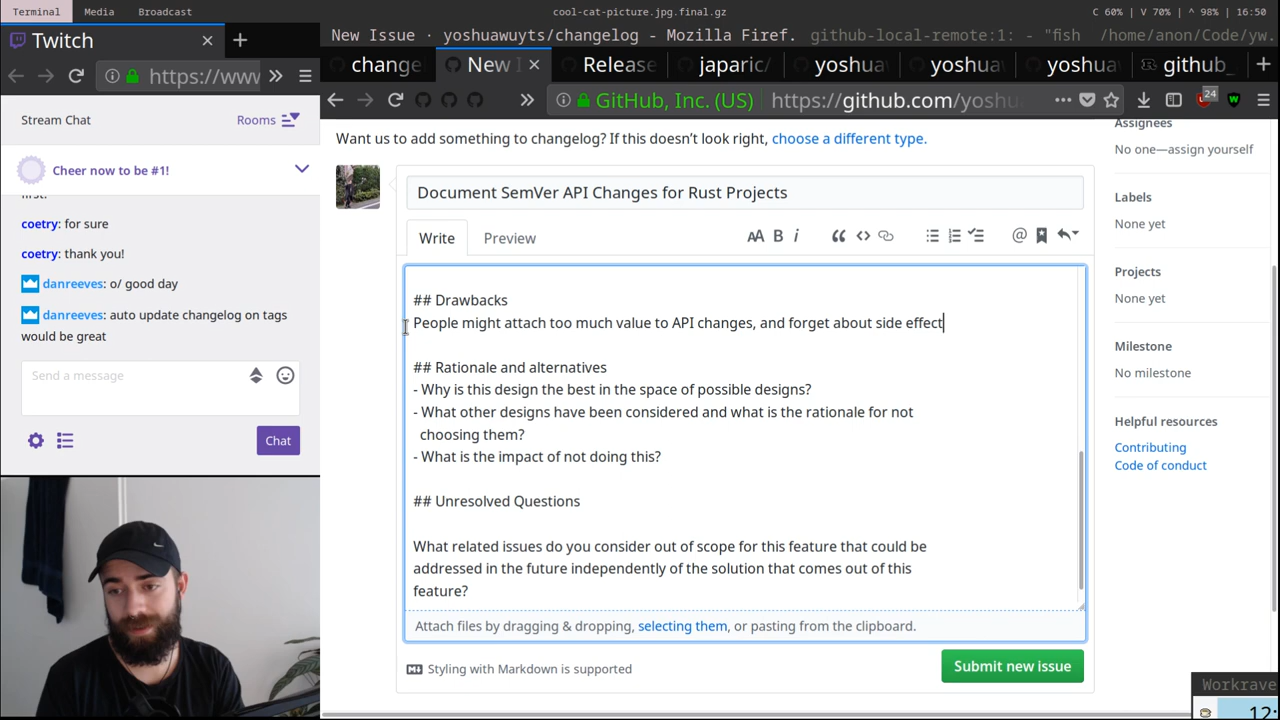 Terminal Media Broadcast
cool-cat-picture.jpg.final.gz
C 60% | V 70% | ^ 98% | 16:50
Twitch
https://www
Stream Chat
Rooms
Cheer now to be #1!
first!
coetry: for sure
coetry: thank you!
danreeves: o/ good day
danreeves: auto update changelog on tags
would be great
Send a message
Chat
New Issue · yoshuawuyts/changelog - Mozilla Firef.
github-local-remote:1: - "fish /home/anon/Code/yw.
change
New I
Release
japaric/
yoshua
yoshua
yoshua
github_
GitHub, Inc. (US)
https://github.com/yoshu
24
Want us to add something to changelog? If this doesn’t look right, choose a different type.
Document SemVer API Changes for Rust Projects
Write
Preview
## Drawbacks
People might attach too much value to API changes, and forget about side effect
## Rationale and alternatives
- Why is this design the best in the space of possible designs?
- What other designs have been considered and what is the rationale for not
choosing them?
- What is the impact of not doing this?
## Unresolved Questions
What related issues do you consider out of scope for this feature that could be
addressed in the future independently of the solution that comes out of this
feature?
Attach files by dragging & dropping, selecting them, or pasting from the clipboard.
Styling with Markdown is supported
Submit new issue
Assignees
No one—assign yourself
Labels
None yet
Projects
None yet
Milestone
No milestone
Helpful resources
Contributing
Code of conduct
Workrave
12: